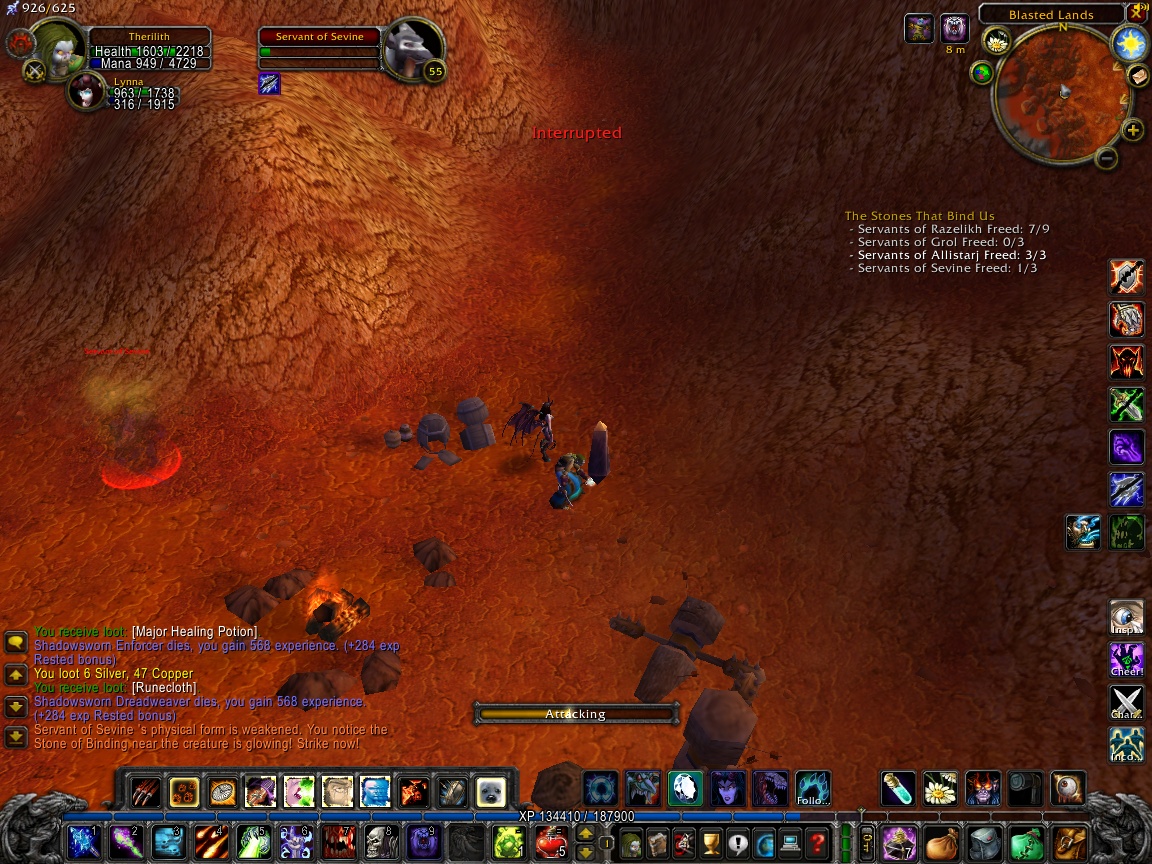 926/625
Therilith
Health 1603 / 2218
Mana 949 / 4729
Lynna
963 / 1738
316 / 1915
Servant of Sevine
55
8 m
Blasted Lands
N
Interrupted
The Stones That Bind Us
- Servants of Razelikh Freed: 7/9
- Servants of Grol Freed: 0/3
- Servants of Allistarj Freed: 3/3
- Servants of Sevine Freed: 1/3
Insp
Cheer!
Char..
Incd..
You receive loot: [Major Healing Potion]
Shadowsworn Enforcer dies, you gain 568 experience. (+284 exp
Rested bonus)
You loot 6 Silver, 47 Copper
You receive loot: [Runecloth]
Shadowsworn Dreadweaver dies, you gain 568 experience.
(+284 exp Rested bonus)
Servant of Sevine 's physical form is weakened. You notice the
Stone of Binding near the creature is glowing! Strike now!
Attacking
Follo..
XP 134410 / 187900
1
2
3
4
5
6
7
8
9
5
1
7